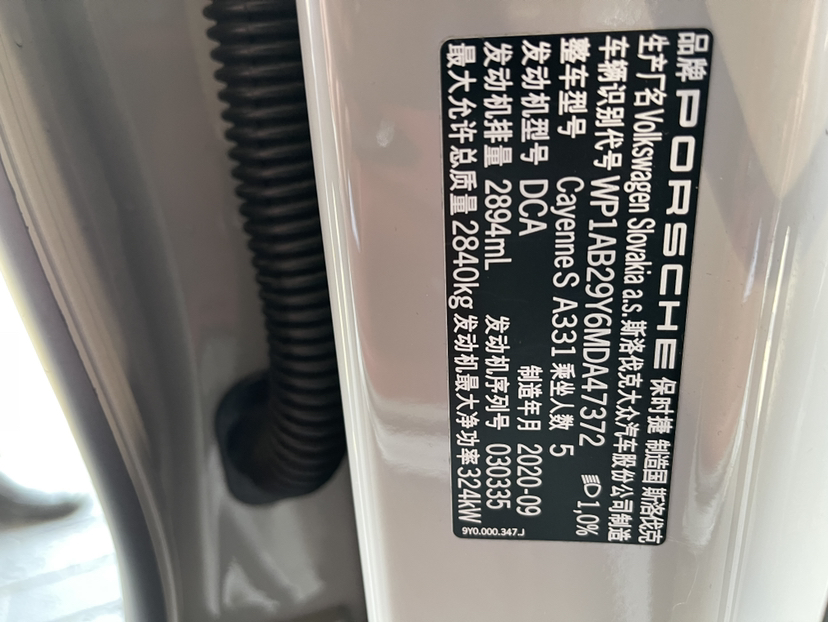 品牌 PORSCHE 保时捷 制造国 斯洛伐克
生产厂名 Volkswagen Slovakia a.s. 斯洛伐克大众汽车股份公司制造
车辆识别代号 WP1AB29Y6MDA47372 1,0%
整车型号 Cayenne S A331 乘坐人数 5
发动机型号 DCA 制造年月 2020-09
发动机排量 2894mL 发动机序列号 030335
最大允许总质量 2840kg 发动机最大净功率 324kW
9Y0.000.347.J